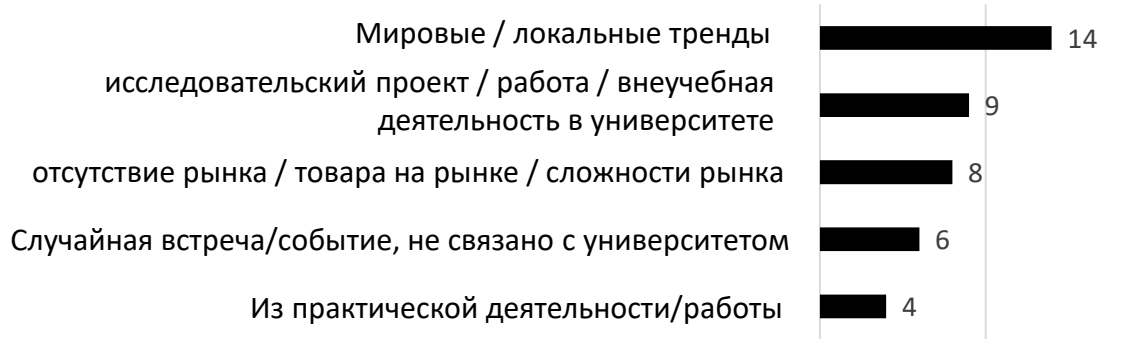 Мировые / локальные тренды 14
исследовательский проект / работа / внеучебная
деятельность в университете 9
отсутствие рынка / товара на рынке / сложности рынка 8
Случайная встреча/событие, не связано с университетом 6
Из практической деятельности/работы 4